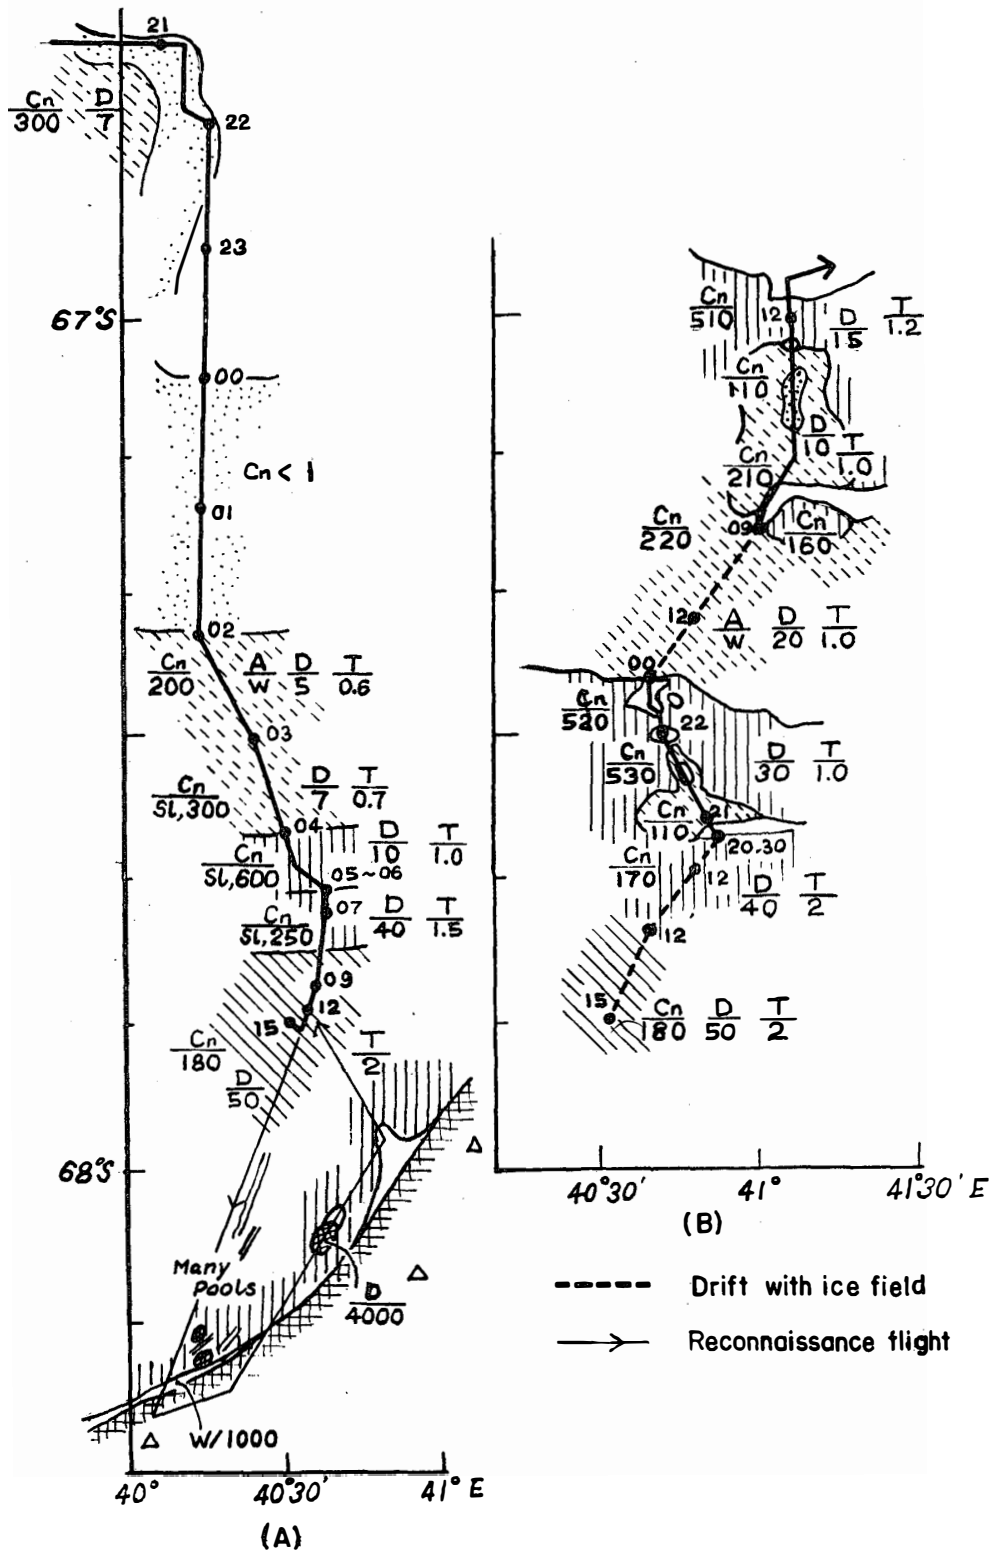 21
Cn/300 D/7
22
23
67°S
00
Cn < 1
01
02
Cn/200 A/W D/5 T/0.6
03
Cn/Sl,300 D/7 T/0.7
04
Cn/Sl,600 D/10 T/1.0
05~06
07
Cn/Sl,250 D/40 T/1.5
09
12
15
Cn/180 T/2
D/50
68°S
Many
Pools
D/4000
W/1000
40° 40°30' 41° E
(A)
Cn/510 12 D/15 T/1.2
Cn/110
D/10 T/1.0
Cn/210
Cn/220 09 Cn/160
12 A/W D/20 T/1.0
00
Cn/520
22
Cn/530 D/30 T/1.0
Cn/110 21
20.30
Cn/170 12 D/40 T/2
12
15
Cn/180 D/50 T/2
40°30' 41° 41°30' E
(B)
Drift with ice field
Reconnaissance flight